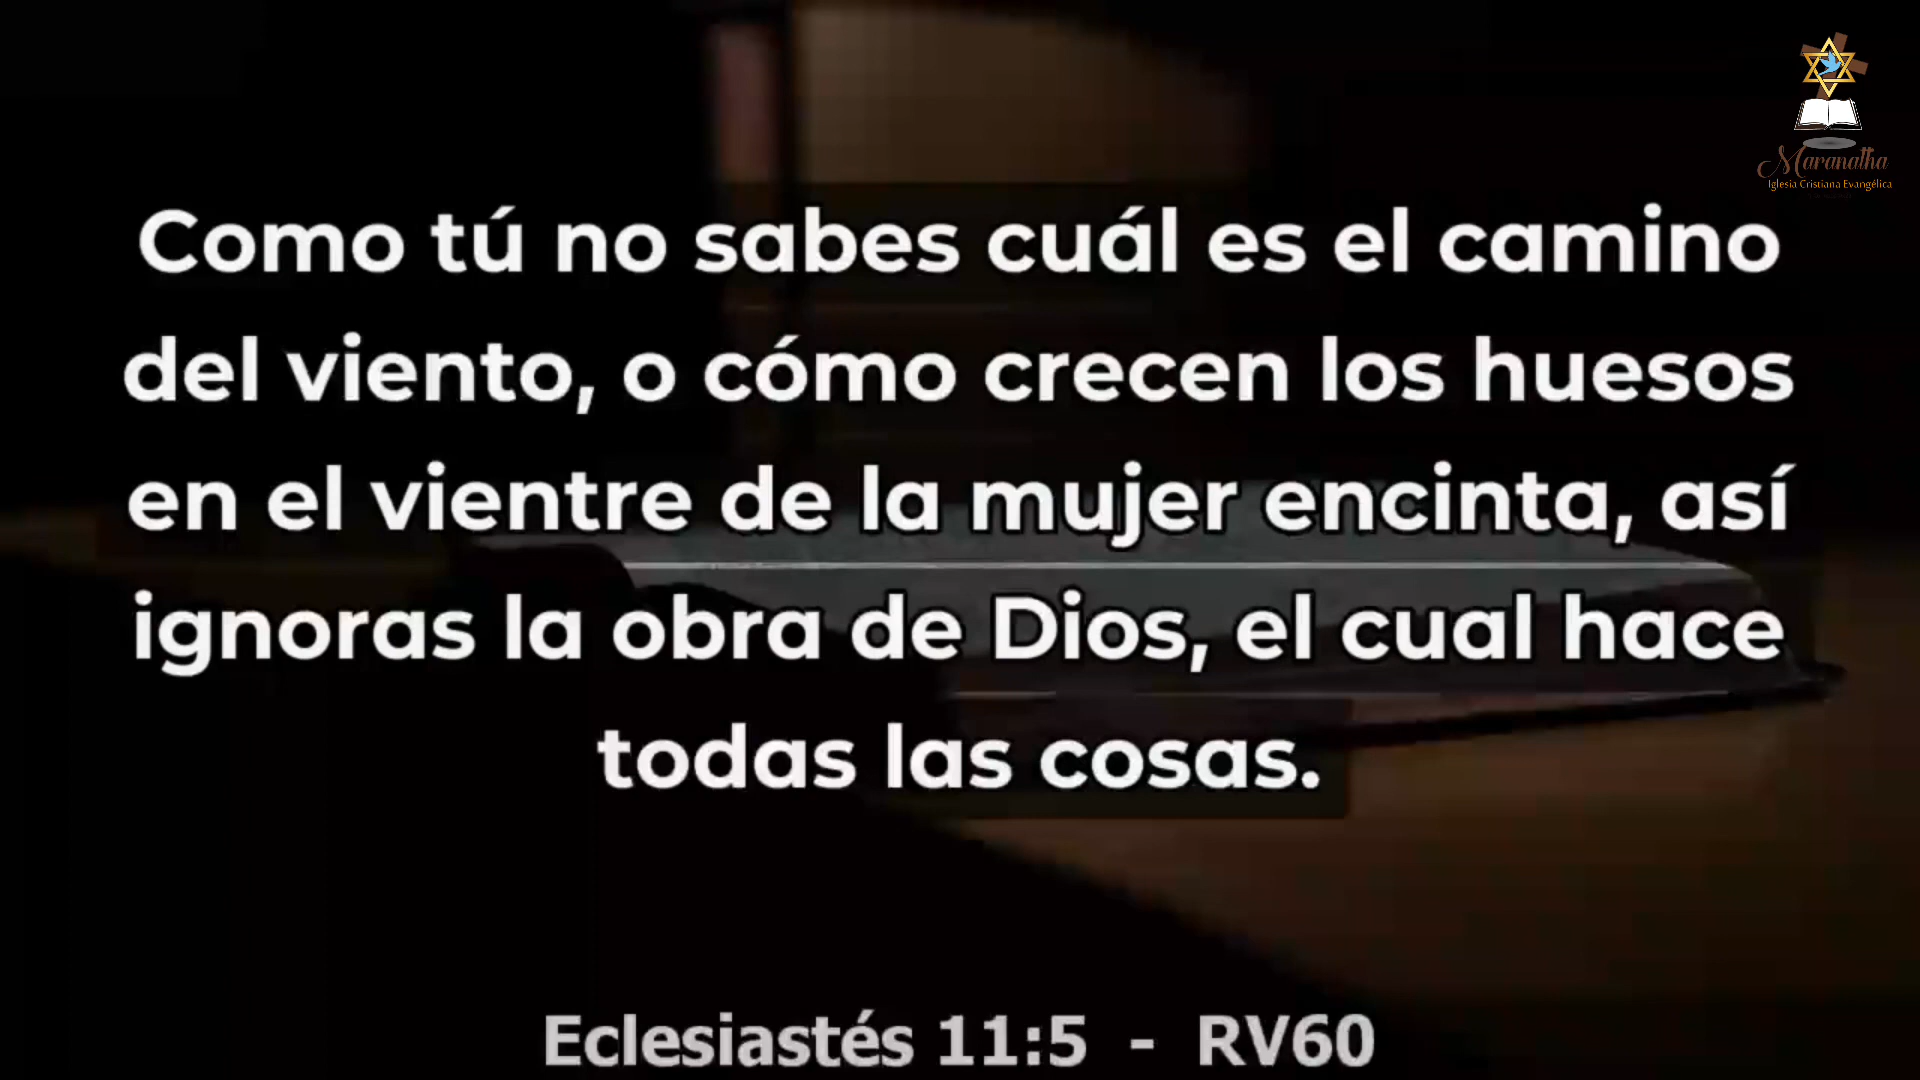 Maranatha
Iglesia Cristiana Evangélica
Como tú no sabes cuál es el camino
del viento, o cómo crecen los huesos
en el vientre de la mujer encinta, así
ignoras la obra de Dios, el cual hace
todas las cosas.
Eclesiastés 11:5 - RV60